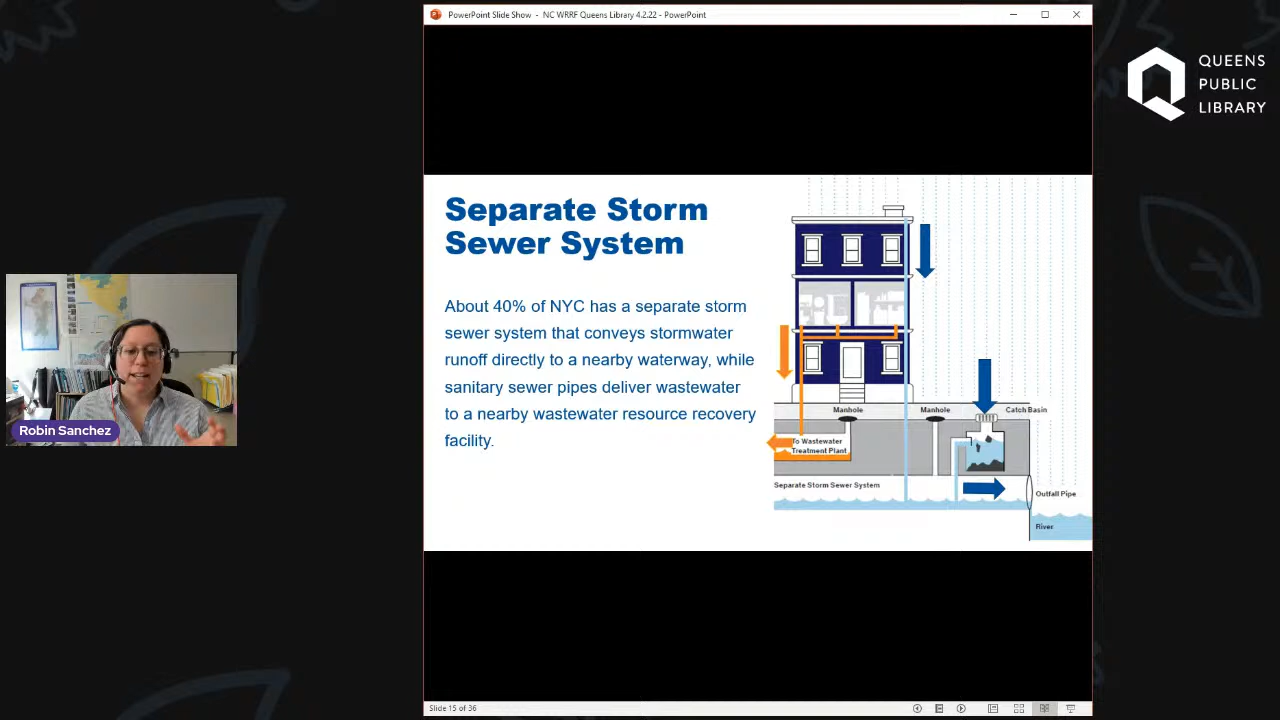 PowerPoint Slide Show - NC WRRF Queens Library 4.2.22 - PowerPoint
QUEENS
PUBLIC
LIBRARY
Separate Storm
Sewer System
About 40% of NYC has a separate storm
sewer system that conveys stormwater
runoff directly to a nearby waterway, while
sanitary sewer pipes deliver wastewater
to a nearby wastewater resource recovery
facility.
Manhole
Manhole
Catch Basin
To Wastewater
Treatment Plant
Separate Storm Sewer System
Outfall Pipe
River
Robin Sanchez
Slide 15 of 36